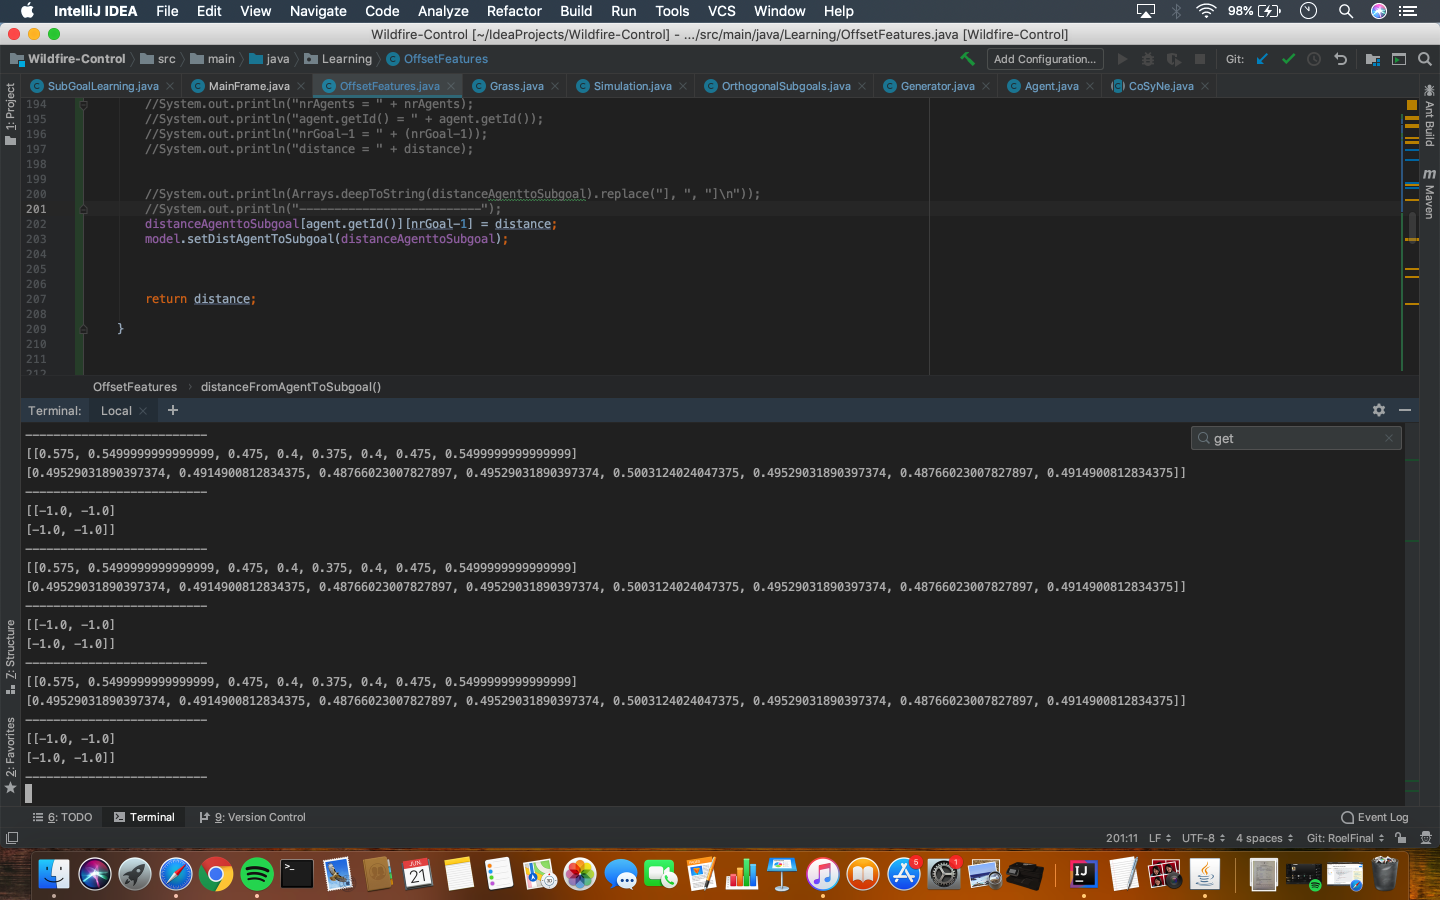 IntelliJ IDEA File Edit View Navigate Code Analyze Refactor Build Run Tools VCS Window Help 98%
Wildfire-Control [~/IdeaProjects/Wildfire-Control] - .../src/main/java/Learning/OffsetFeatures.java [Wildfire-Control]
Wildfire-Control src main java Learning OffsetFeatures Add Configuration... Git:
SubGoalLearning.java MainFrame.java OffsetFeatures.java Grass.java Simulation.java OrthogonalSubgoals.java Generator.java Agent.java CoSyNe.java
1: Project
Z: Structure
2: Favorites
Ant Build
m Maven
194 //System.out.println("nrAgents = " + nrAgents);
195 //System.out.println("agent.getId() = " + agent.getId());
196 //System.out.println("nrGoal-1 = " + (nrGoal-1));
197 //System.out.println("distance = " + distance);
198
199
200 //System.out.println(Arrays.deepToString(distanceAgenttoSubgoal).replace("], ", "]\n"));
201 //System.out.println("--------------------------");
202 distanceAgenttoSubgoal[agent.getId()][nrGoal-1] = distance;
203 model.setDistAgentToSubgoal(distanceAgenttoSubgoal);
204
205
206
207 return distance;
208
209 }
210
211
212
OffsetFeatures distanceFromAgentToSubgoal()
Terminal: Local +
get
--------------------------
[[0.575, 0.5499999999999999, 0.475, 0.4, 0.375, 0.4, 0.475, 0.5499999999999999]
[0.49529031890397374, 0.4914900812834375, 0.48766023007827897, 0.49529031890397374, 0.5003124024047375, 0.49529031890397374, 0.48766023007827897, 0.4914900812834375]]
--------------------------
[[-1.0, -1.0]
[-1.0, -1.0]]
--------------------------
[[0.575, 0.5499999999999999, 0.475, 0.4, 0.375, 0.4, 0.475, 0.5499999999999999]
[0.49529031890397374, 0.4914900812834375, 0.48766023007827897, 0.49529031890397374, 0.5003124024047375, 0.49529031890397374, 0.48766023007827897, 0.4914900812834375]]
--------------------------
[[-1.0, -1.0]
[-1.0, -1.0]]
--------------------------
[[0.575, 0.5499999999999999, 0.475, 0.4, 0.375, 0.4, 0.475, 0.5499999999999999]
[0.49529031890397374, 0.4914900812834375, 0.48766023007827897, 0.49529031890397374, 0.5003124024047375, 0.49529031890397374, 0.48766023007827897, 0.4914900812834375]]
--------------------------
[[-1.0, -1.0]
[-1.0, -1.0]]
--------------------------
6: TODO Terminal 9: Version Control Event Log
201:11 LF UTF-8 4 spaces Git: RoelFinal
JUN
21
5
1
IJ